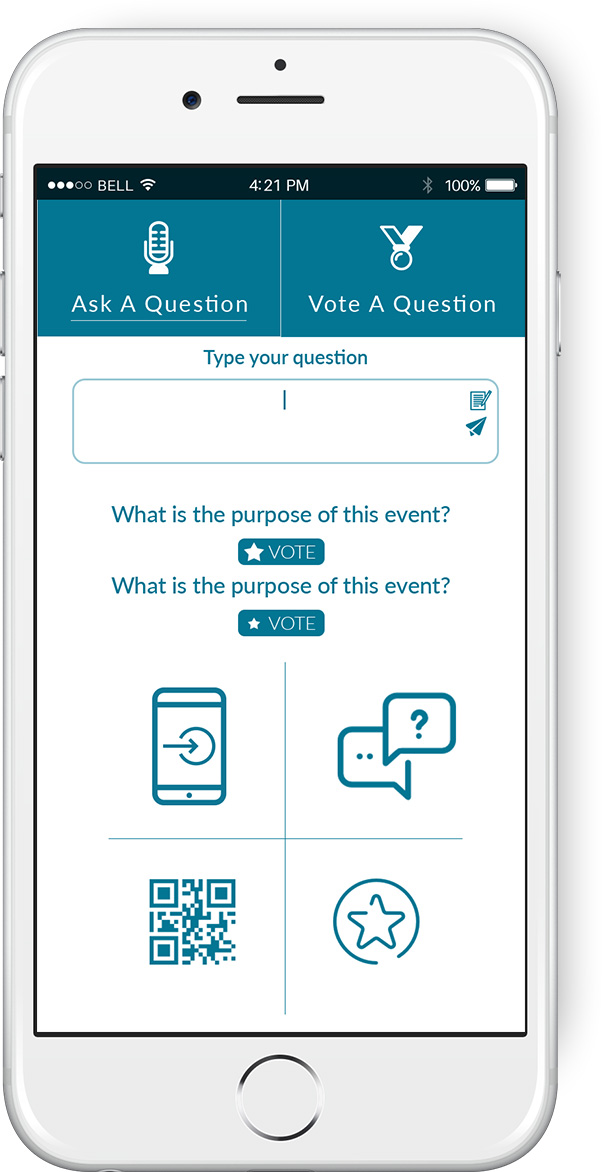 BELL 4:21 PM 100%
Ask A Question Vote A Question
Type your question
What is the purpose of this event?
VOTE
What is the purpose of this event?
VOTE